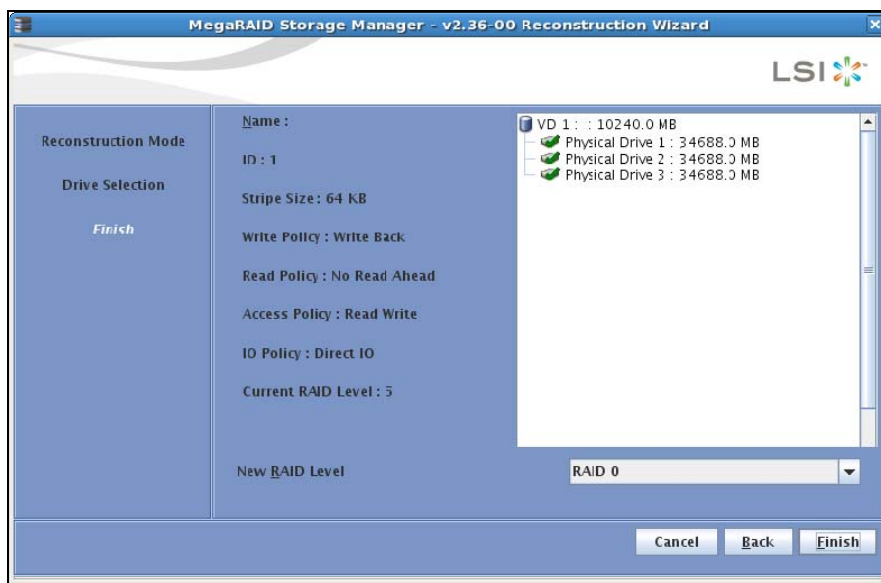 MegaRAID Storage Manager - v2.36-00 Reconstruction Wizard
LSI
Reconstruction Mode
Drive Selection
Finish
Name :
ID : 1
Stripe Size : 64 KB
Write Policy : Write Back
Read Policy : No Read Ahead
Access Policy : Read Write
IO Policy : Direct IO
Current RAID Level : 5
VD 1 : : 10240.0 MB
Physical Drive 1 : 34688.0 MB
Physical Drive 2 : 34688.0 MB
Physical Drive 3 : 34688.0 MB
New RAID Level
RAID 0
Cancel
Back
Finish